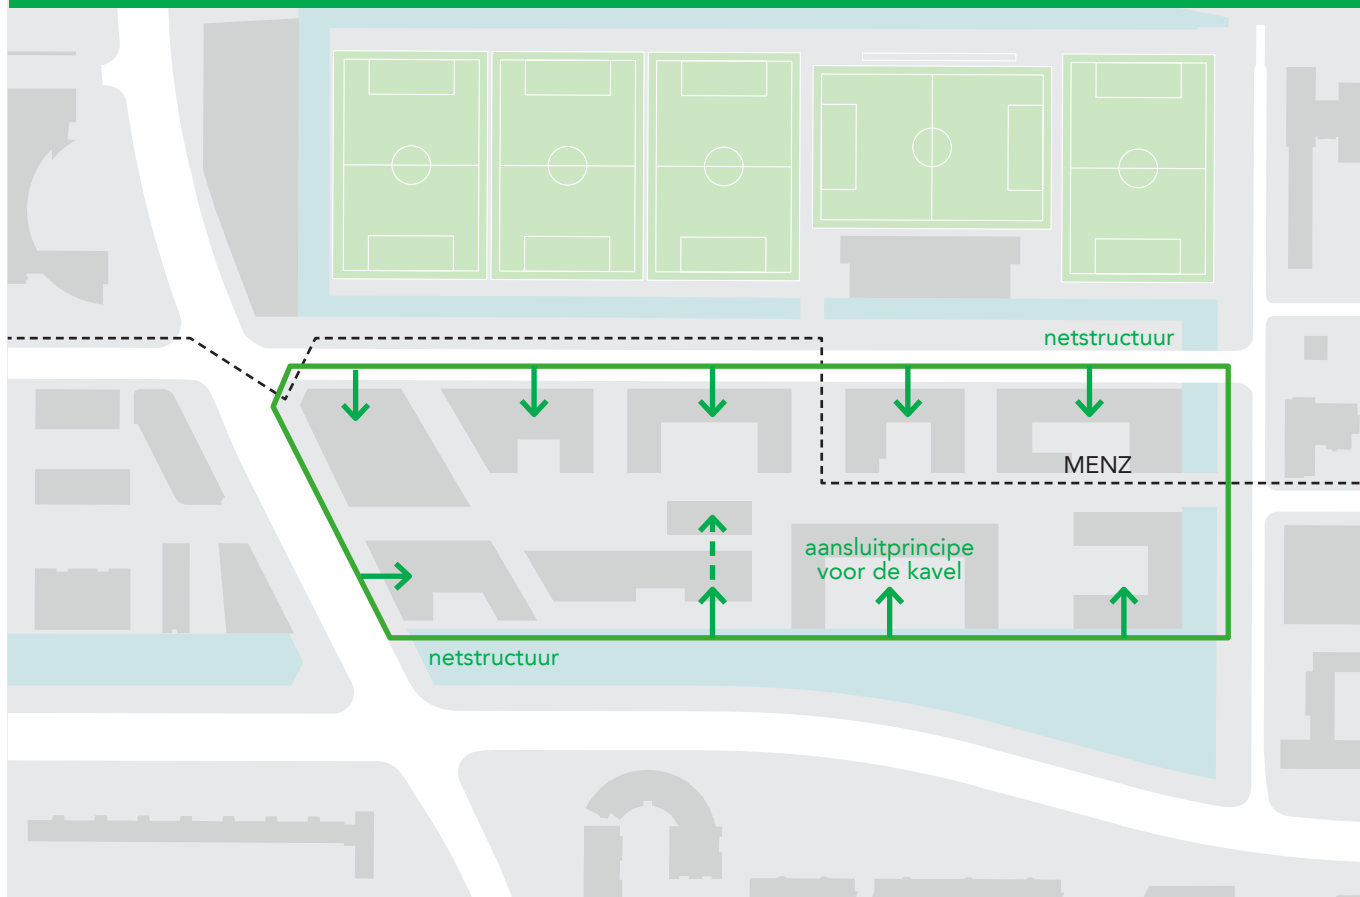 netstructuur
MENZ
aansluitprincipe
voor de kavel
netstructuur